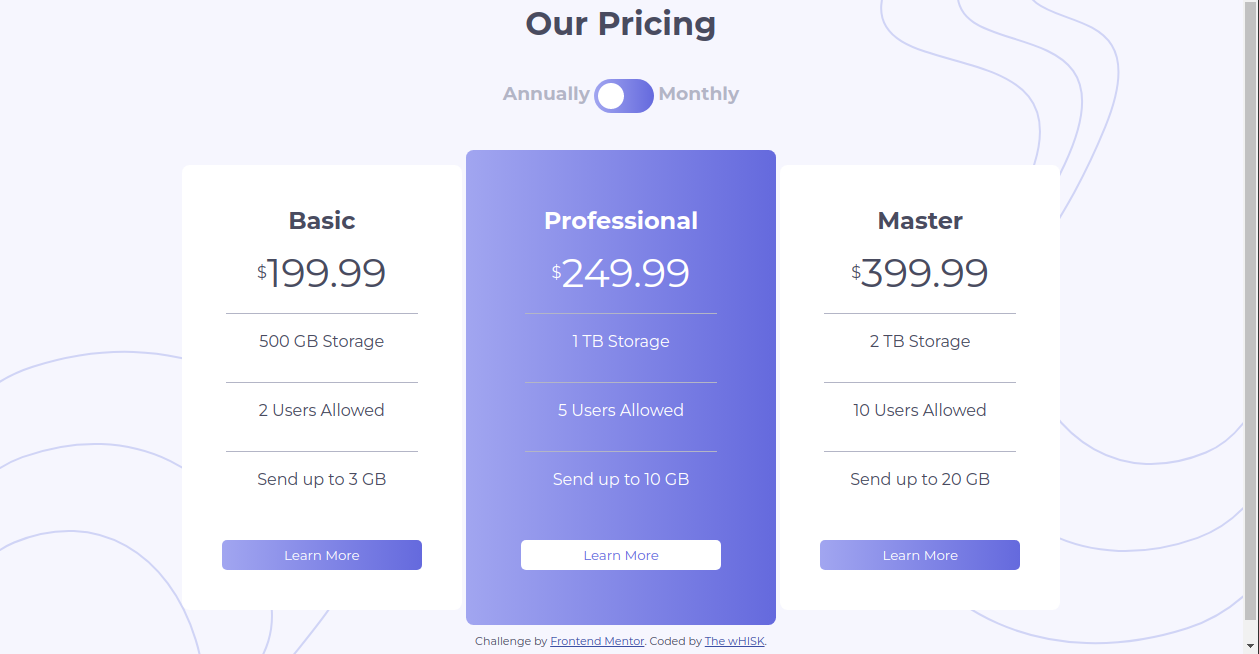 Our Pricing
Annually Monthly
Basic
$199.99
500 GB Storage
2 Users Allowed
Send up to 3 GB
Learn More
Professional
$249.99
1 TB Storage
5 Users Allowed
Send up to 10 GB
Learn More
Master
$399.99
2 TB Storage
10 Users Allowed
Send up to 20 GB
Learn More
Challenge by Frontend Mentor. Coded by The wHISK.